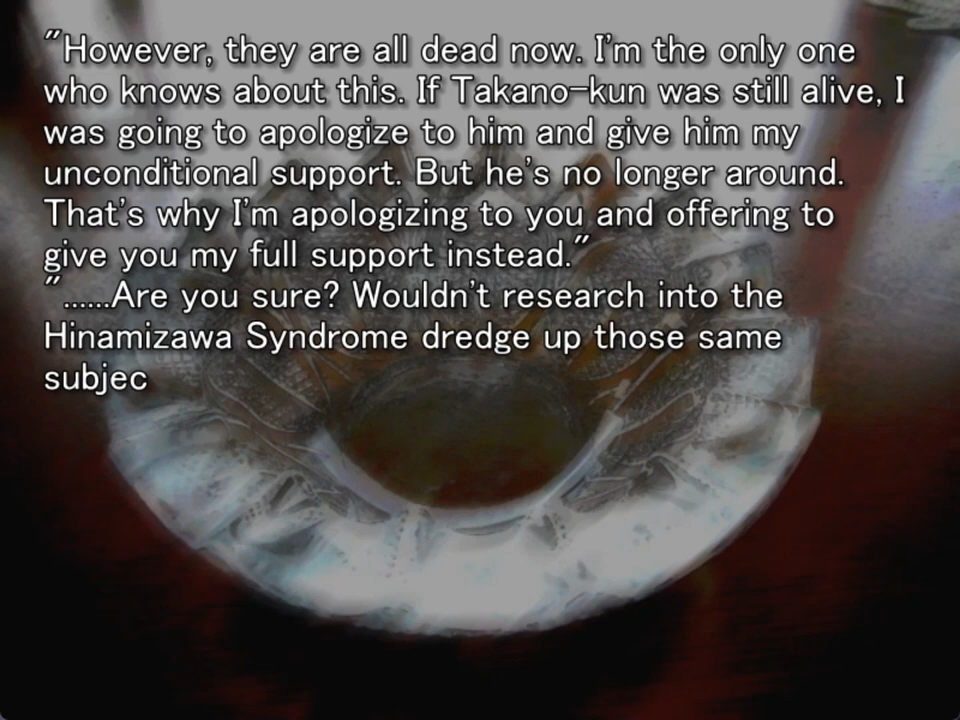 "However, they are all dead now. I'm the only one
who knows about this. If Takano-kun was still alive, I
was going to apologize to him and give him my
unconditional support. But he's no longer around.
That's why I'm apologizing to you and offering to
give you my full support instead."
"......Are you sure? Wouldn't research into the
Hinamizawa Syndrome dredge up those same
subjec